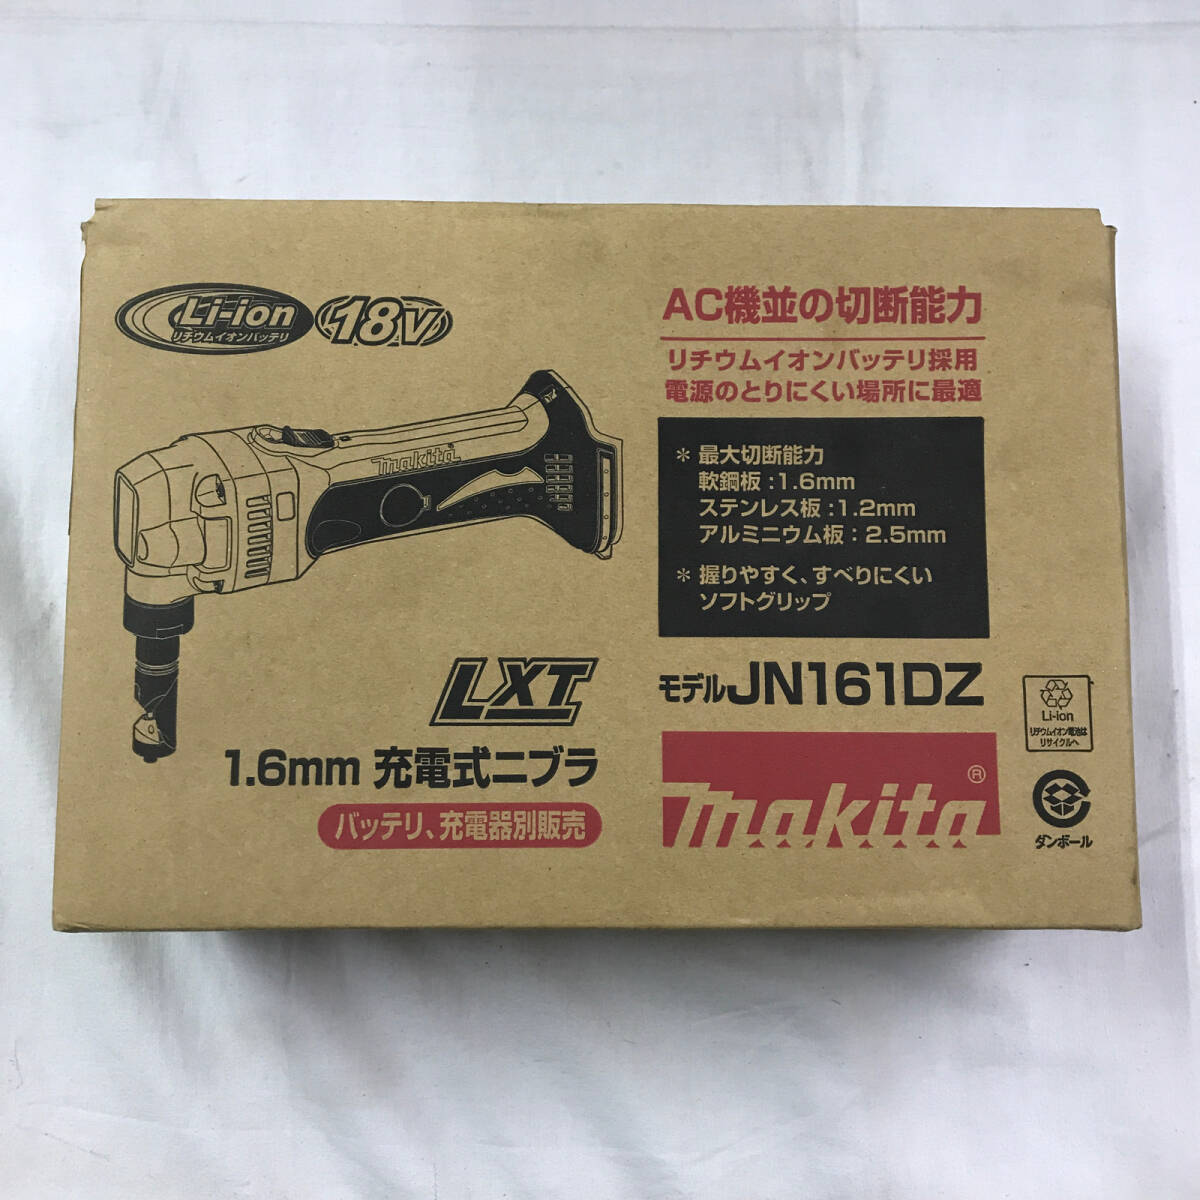 Li-ion
リチウムイオンバッテリ
18V
makita
LXT
1.6mm 充電式ニブラ
バッテリ、充電器別販売
AC機並の切断能力
リチウムイオンバッテリ採用
電源のとりにくい場所に最適
* 最大切断能力
軟鋼板:1.6mm
ステンレス板:1.2mm
アルミニウム板:2.5mm
* 握りやすく、すべりにくい
ソフトグリップ
モデルJN161DZ
makita®
Li-ion
リチウムイオン電池は
リサイクルへ
ダンボール